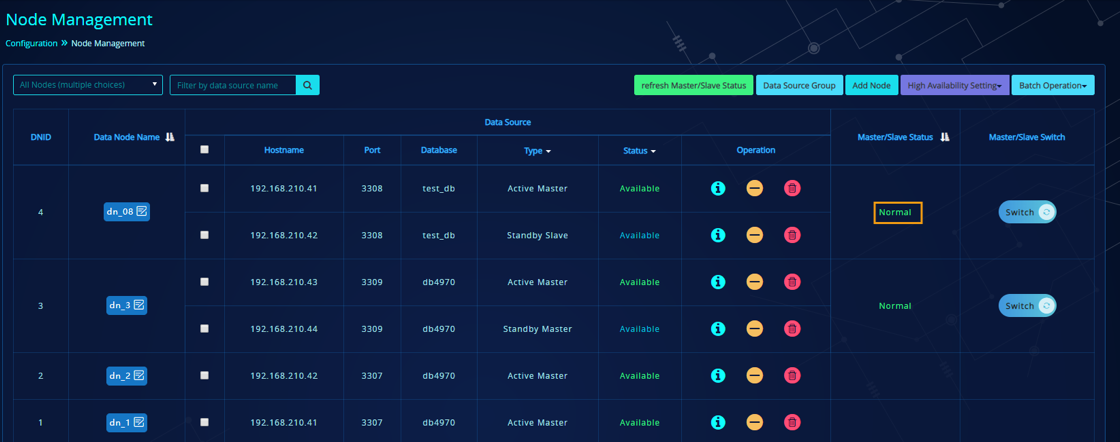 Node Management
Configuration » Node Management
All Nodes (multiple choices) Filter by data source name refresh Master/Slave Status Data Source Group Add Node High Availability Setting Batch Operation
DNID Data Node Name Data Source Master/Slave Status Master/Slave Switch
Hostname Port Database Type Status Operation
4 dn_08 192.168.210.41 3308 test_db Active Master Available Normal Switch
192.168.210.42 3308 test_db Standby Slave Available
3 dn_3 192.168.210.43 3309 db4970 Active Master Available Normal Switch
192.168.210.44 3309 db4970 Standby Master Available
2 dn_2 192.168.210.42 3307 db4970 Active Master Available
1 dn_1 192.168.210.41 3307 db4970 Active Master Available